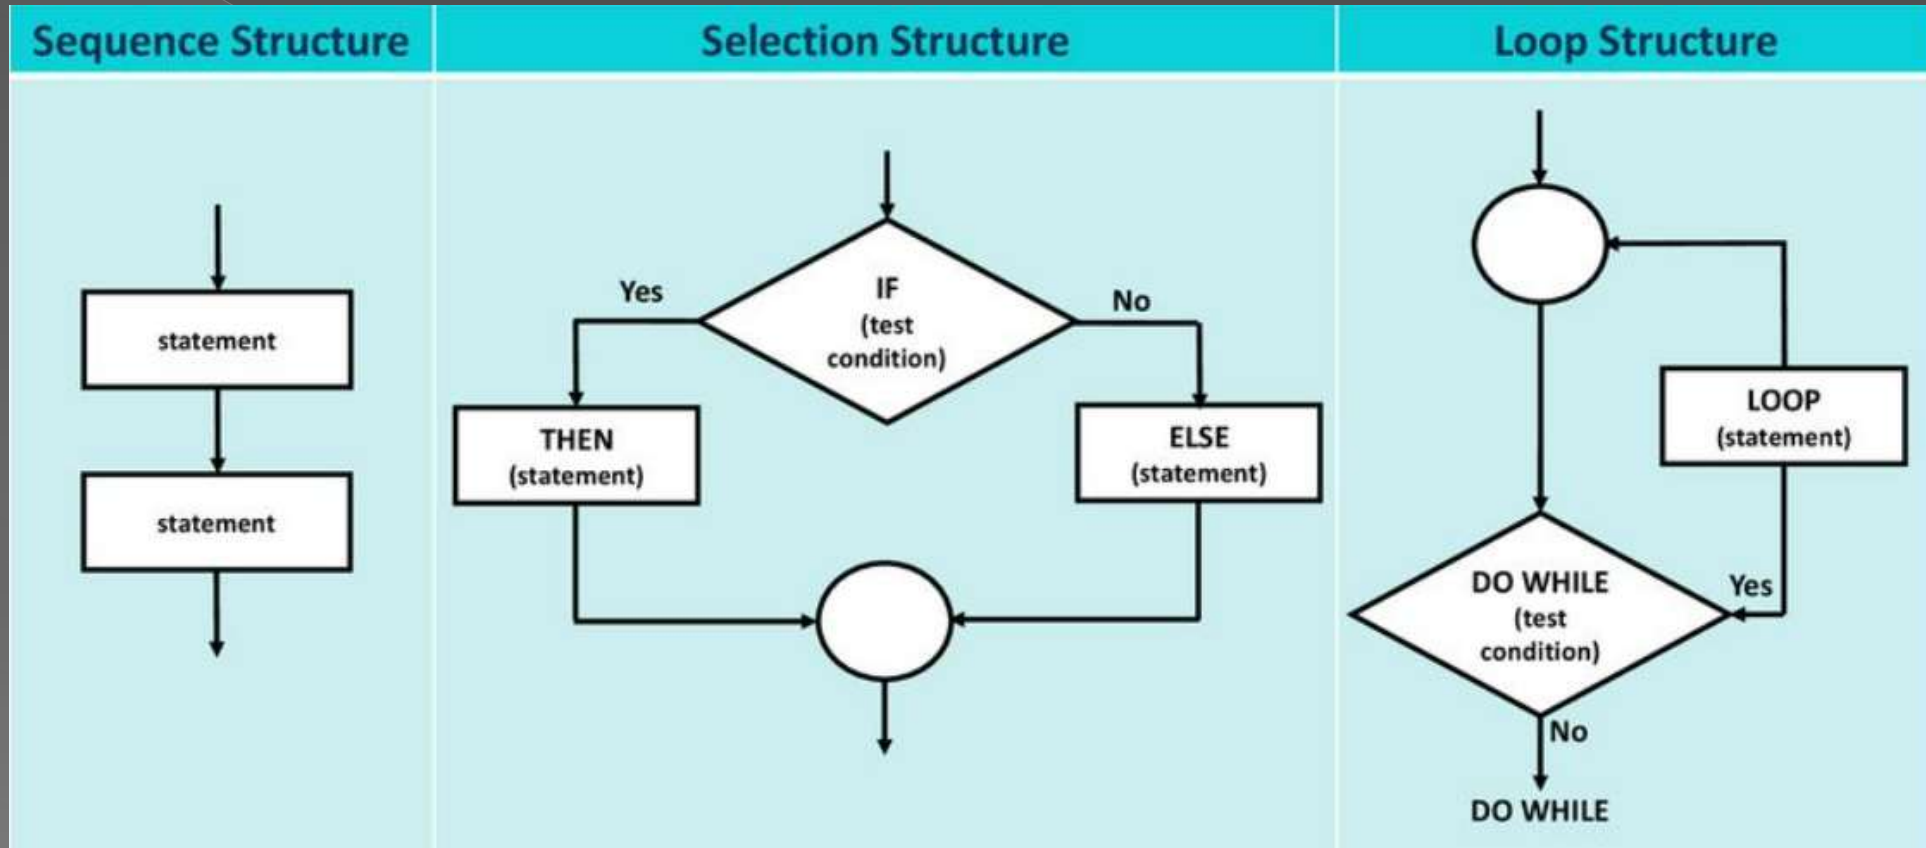 Sequence Structure
statement
statement
Selection Structure
IF
(test
condition)
Yes
No
THEN
(statement)
ELSE
(statement)
Loop Structure
LOOP
(statement)
DO WHILE
(test
condition)
Yes
No
DO WHILE